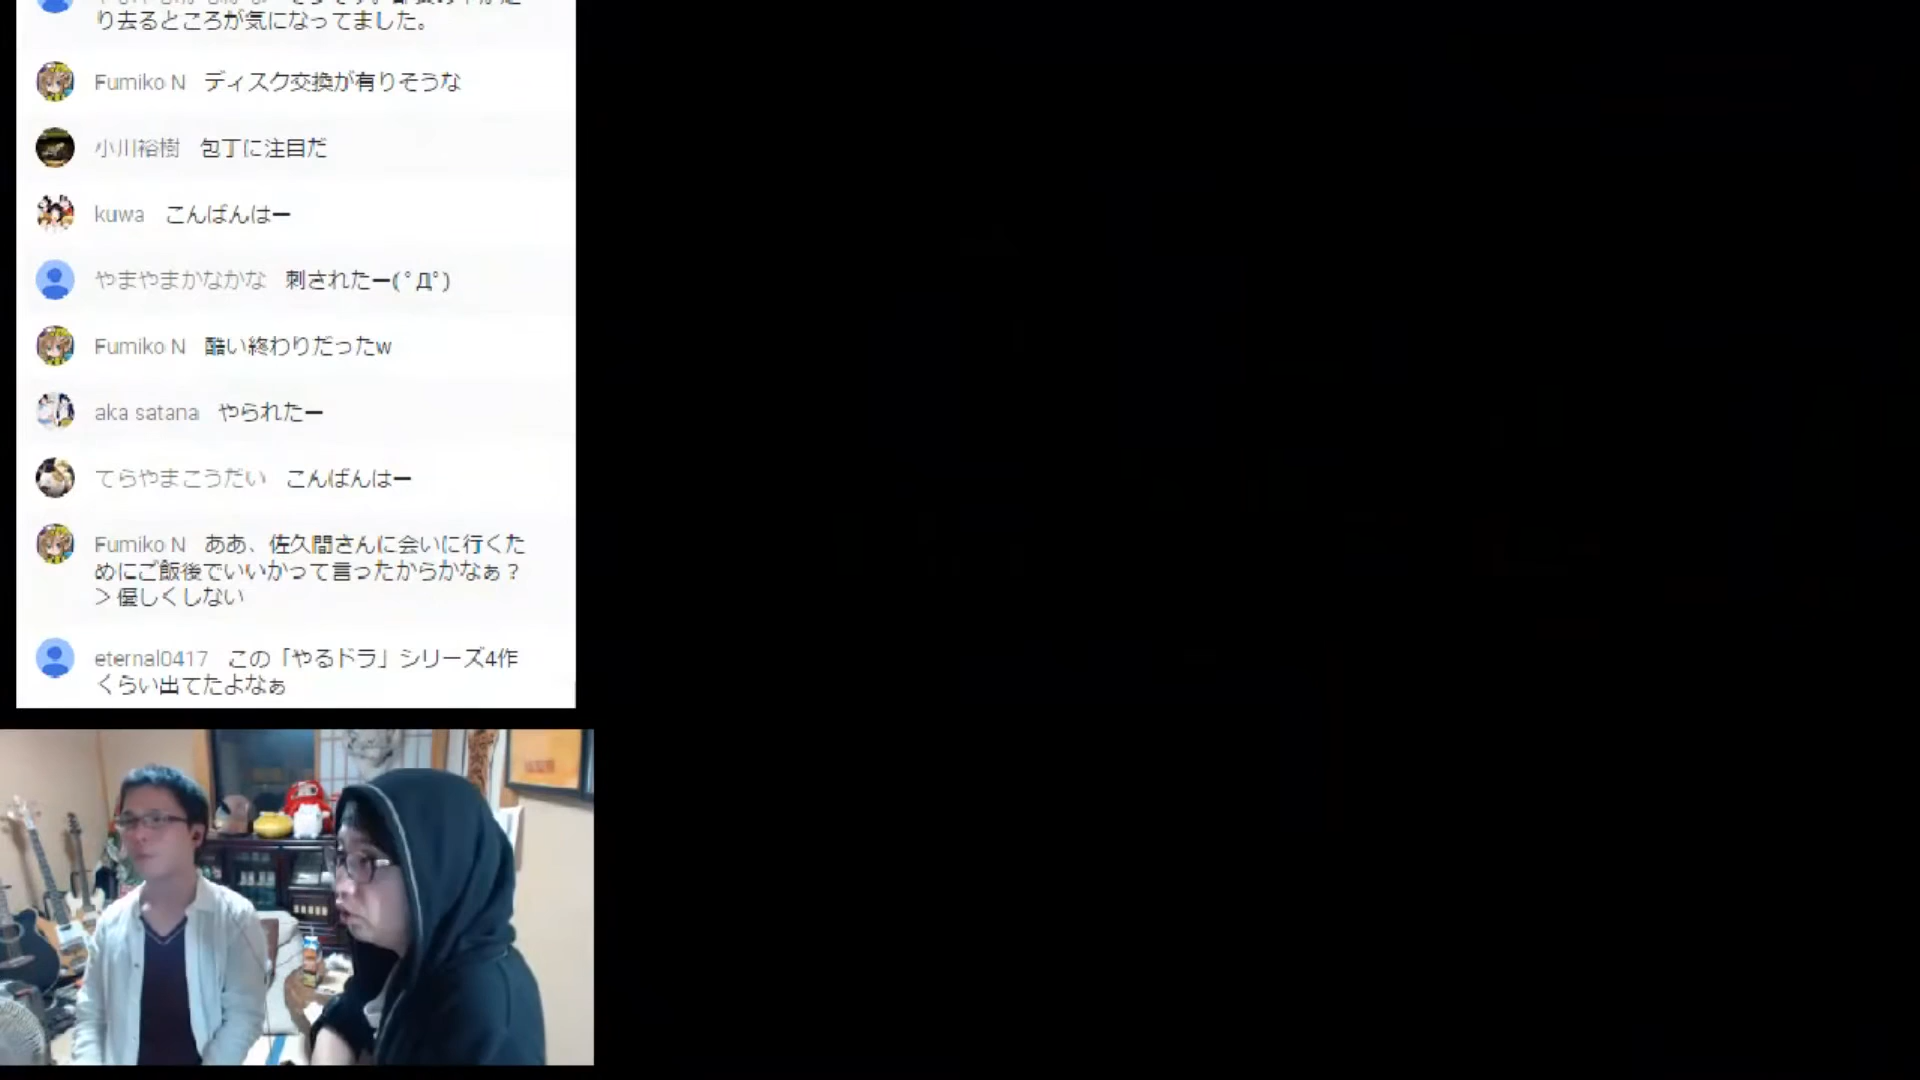 り去るところが気になってました。
Fumiko N ディスク交換が有りそうな
小川裕樹 包丁に注目だ
kuwa こんばんはー
やまやまかなかな 刺されたー( ﾟДﾟ)
Fumiko N 酷い終わりだったw
aka satana やられたー
てらやまこうだい こんばんはー
Fumiko N ああ、佐久間さんに会いに行くた
めにご飯後でいいかって言ったからかなぁ？
＞優しくしない
eternal0417 この「やるドラ」シリーズ4作
くらい出てたよなぁ